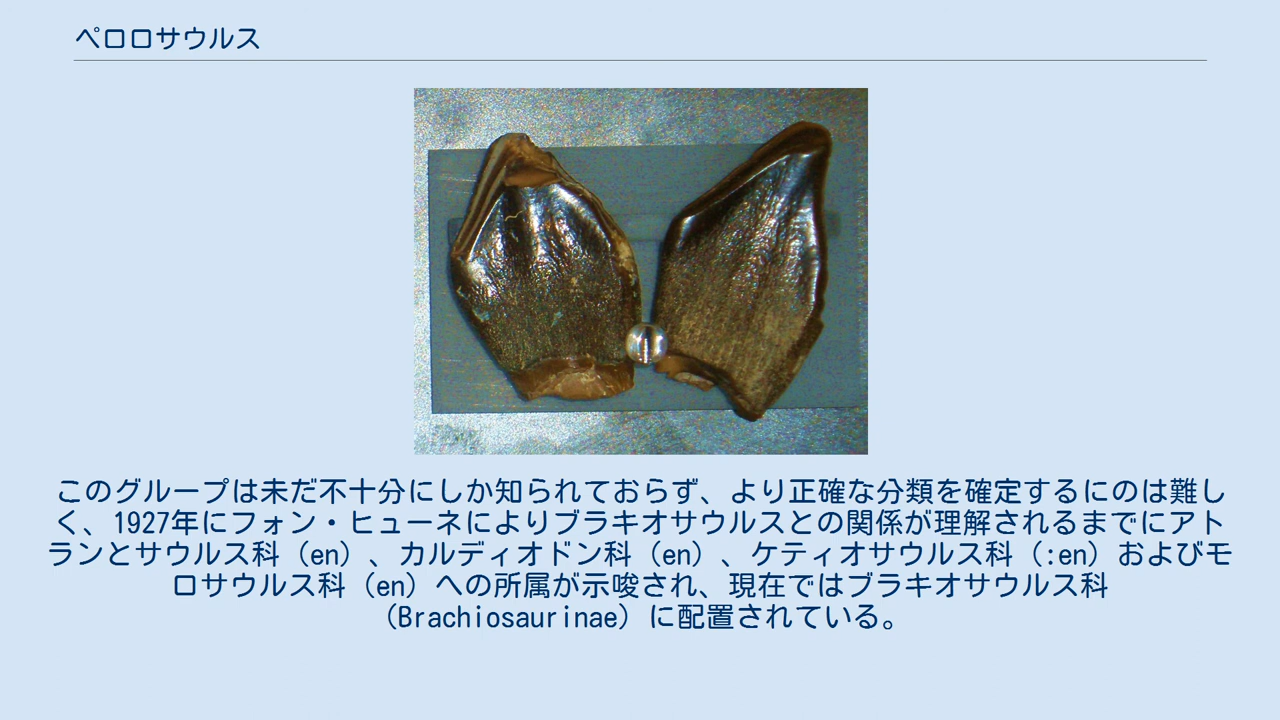 ペロロサウルス
このグループは未だ不十分にしか知られておらず、より正確な分類を確定するにのは難し
く、1927年にフォン・ヒューネによりブラキオサウルスとの関係が理解されるまでにアト
ランとサウルス科（en）、カルディオドン科（en）、ケティオサウルス科（:en）およびモ
ロサウルス科（en）への所属が示唆され、現在ではブラキオサウルス科
（Brachiosaurinae）に配置されている。